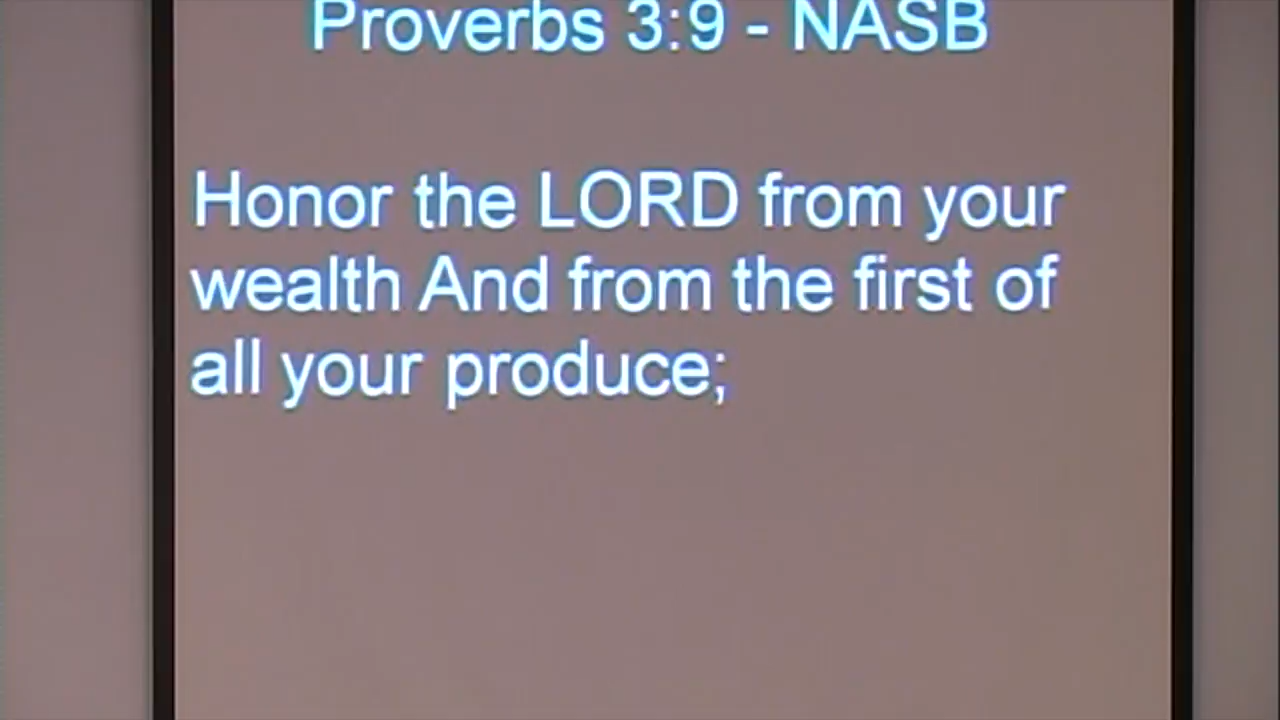 Proverbs 3:9 - NASB
Honor the LORD from your
wealth And from the first of
all your produce;